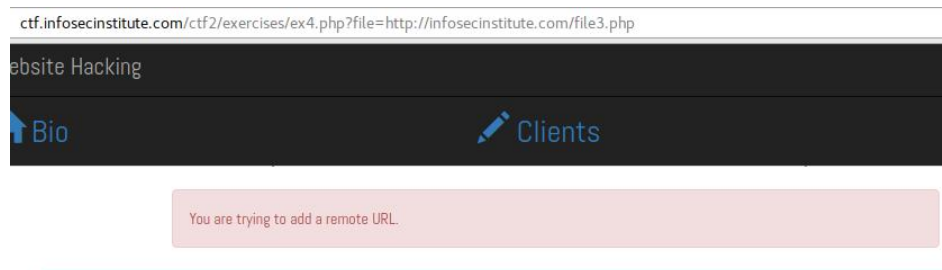 ctf.infosecinstitute.com/ctf2/exercises/ex4.php?file=http://infosecinstitute.com/file3.php
ebsite Hacking
Bio Clients
You are trying to add a remote URL.